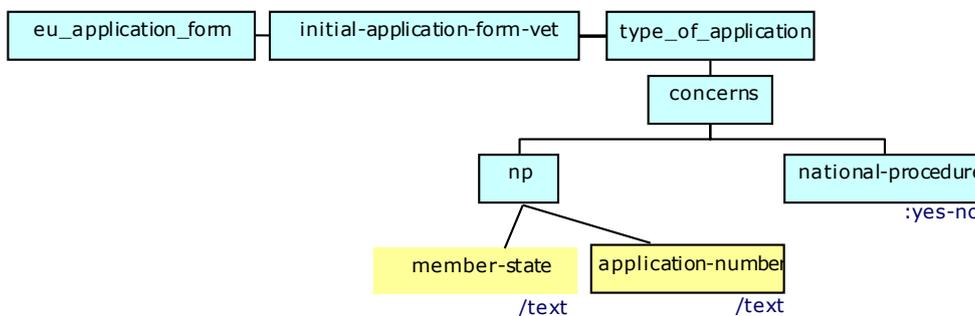 eu_application_form
initial-application-form-vet
type_of_application
concerns
np
national-procedure
:yes-no
member-state
application-number
/text
/text